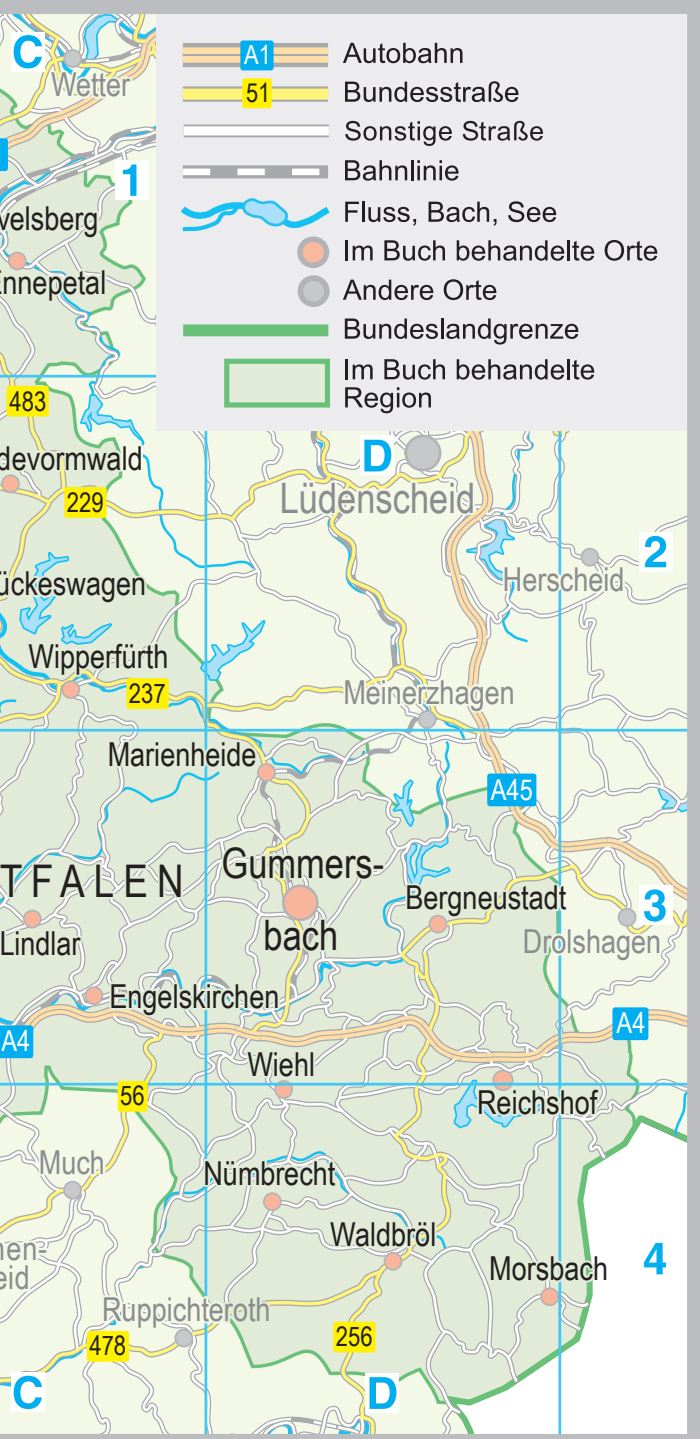 C
Wetter
A1
Autobahn
51
Bundesstraße
Sonstige Straße
Bahnlinie
Fluss, Bach, See
Im Buch behandelte Orte
Andere Orte
Bundeslandgrenze
Im Buch behandelte
Region
1
velsberg
Ennepetal
483
devormwald
229
D
Lüdenscheid
2
Herscheid
ückeswagen
Wipperfürth
237
Meinerzhagen
Marienheide
A45
TFALEN
Gummers-
bach
Bergneustadt
3
Drolshagen
Lindlar
Engelskirchen
A4
A4
Wiehl
56
Reichshof
Much
Nümbrecht
Waldbröl
hen-
eid
4
Morsbach
Ruppichteroth
478
256
C
D